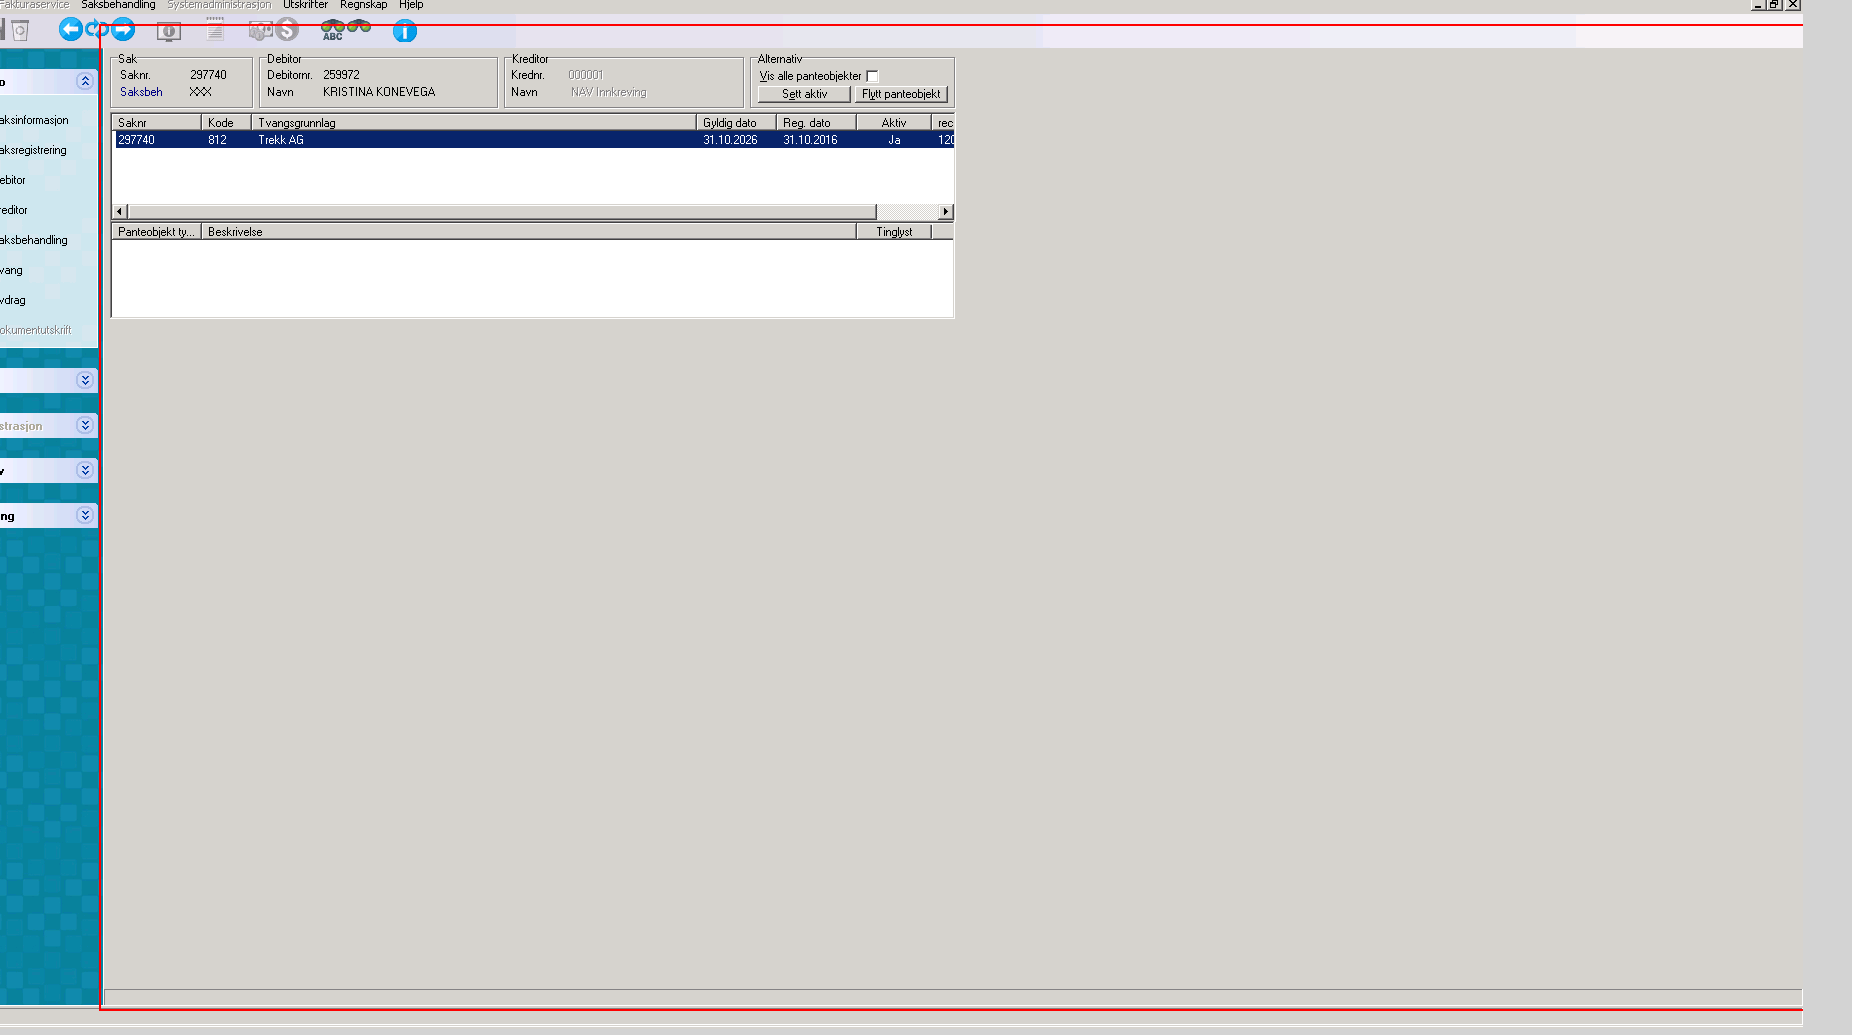 Fakturaservice Saksbehandling Systemadministrasjon Utskrifter Regnskap Hjelp
ABC
Sak
Saksnr. 297740
Saksbeh XXX
Debitor
Debitornr. 259972
Navn KRISTINA KONEVEGA
Kreditor
Krednr. 000001
Navn NAV Innkreving
Alternativ
Vis alle panteobjekter
Sett aktiv Flytt panteobjekt
Saknr Kode Tvangsgrunnlag Gyldig dato Reg. dato Aktiv rec
297740 812 Trekk AG 31.10.2026 31.10.2016 Ja 120
Panteobjekt ty... Beskrivelse Tinglyst
o
aksinformasjon
aksregistrering
ebitor
reditor
aksbehandling
vang
vdrag
okumentutskrift
strasjon
v
ng